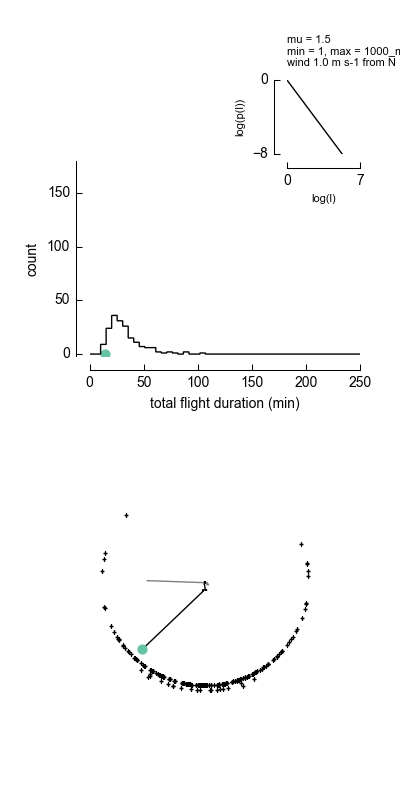 mu = 1.5
min = 1, max = 1000_m
wind 1.0 m s-1 from N
0
log(p(l))
−8
0 7
log(l)
150
100
count
50
0
0 50 100 150 200 250
total flight duration (min)